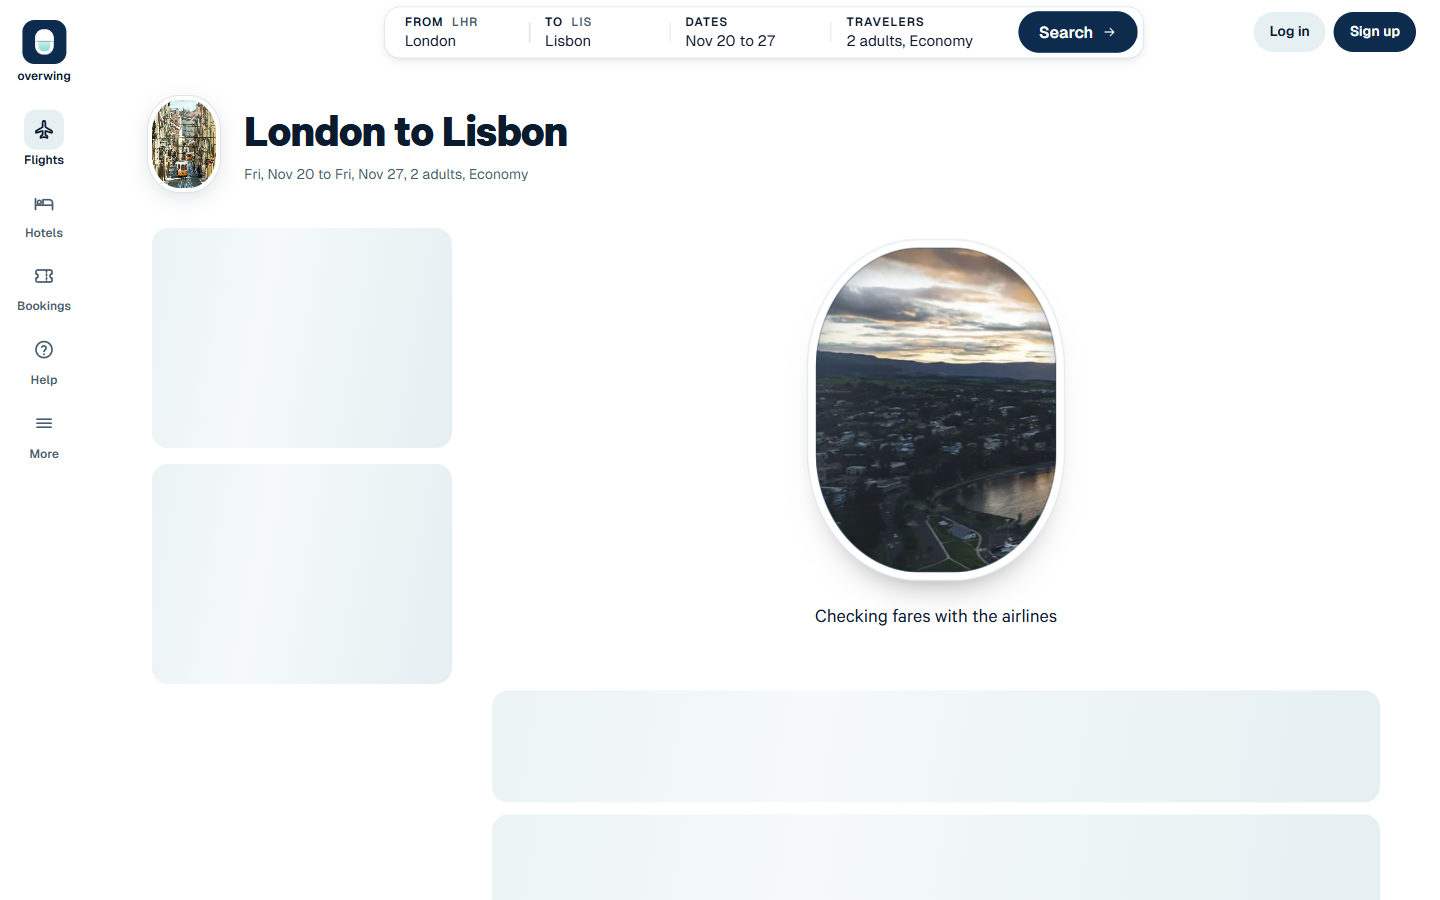 overwing
Flights
Hotels
Bookings
Help
More
FROM LHR
London
TO LIS
Lisbon
DATES
Nov 20 to 27
TRAVELERS
2 adults, Economy
Search →
Log in
Sign up
London to Lisbon
Fri, Nov 20 to Fri, Nov 27, 2 adults, Economy
Checking fares with the airlines